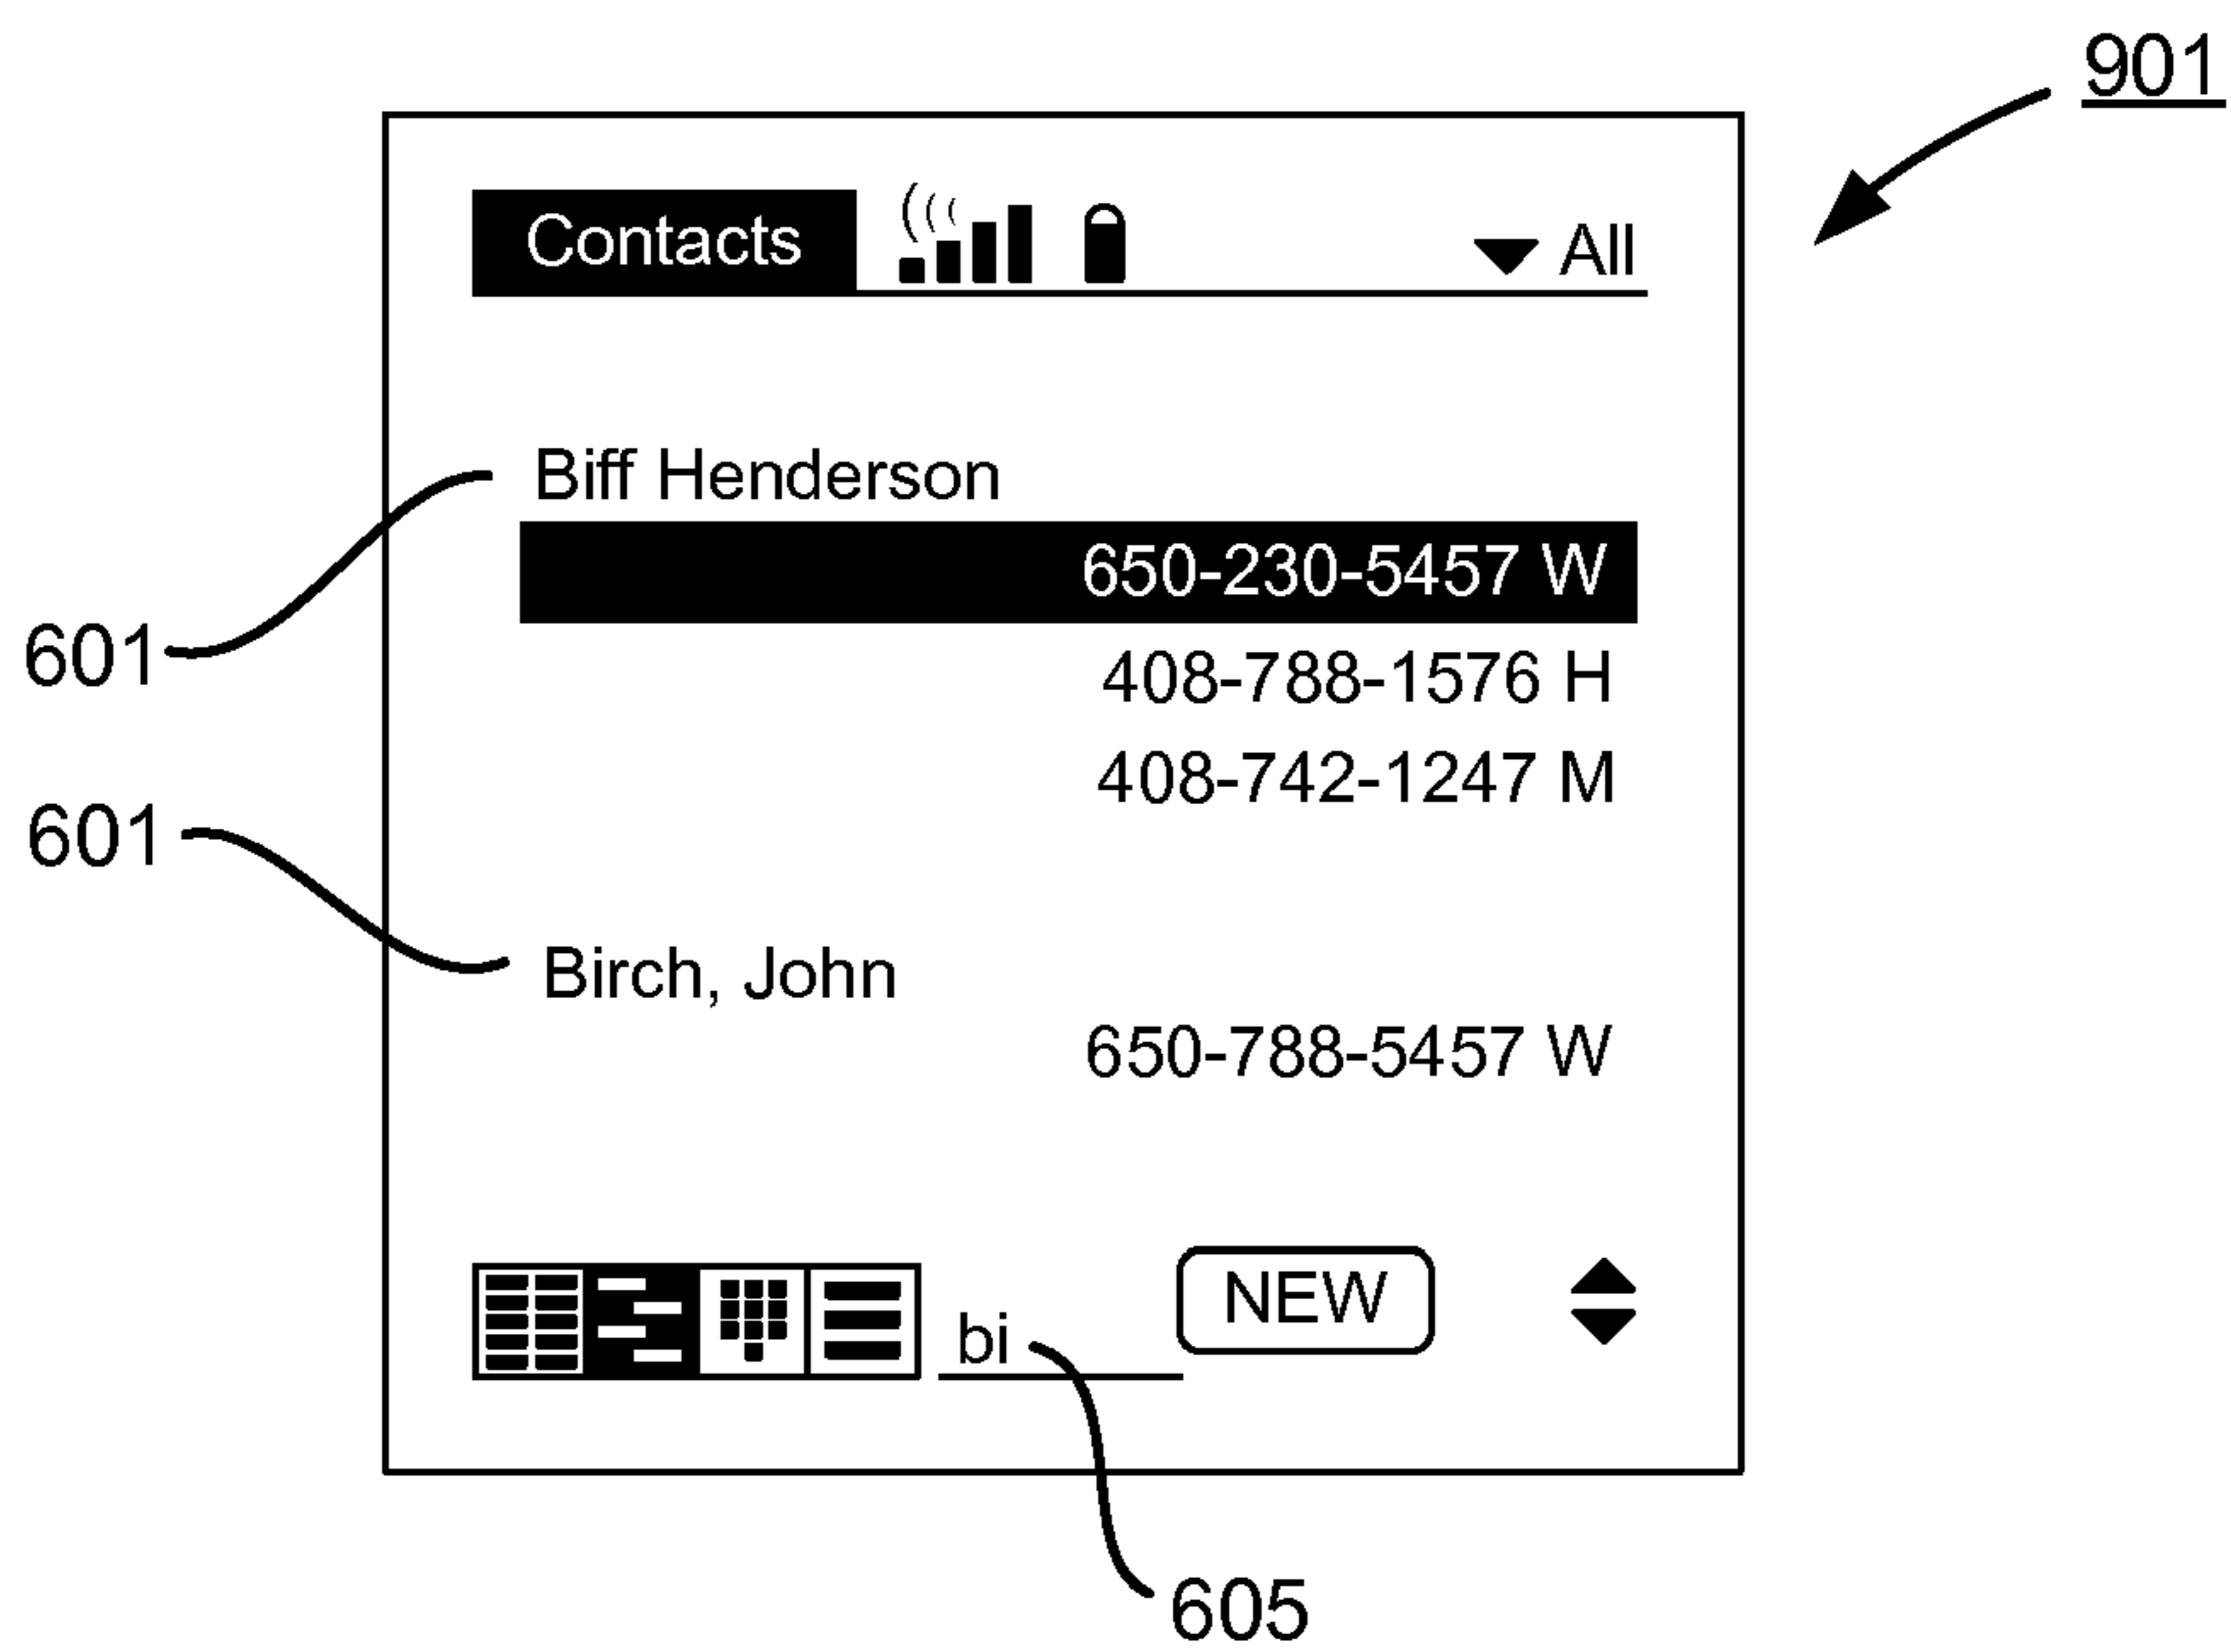 901
Contacts
All
Biff Henderson
650-230-5457 W
601
408-788-1576 H
408-742-1247 M
601
Birch, John
650-788-5457 W
bi
NEW
605